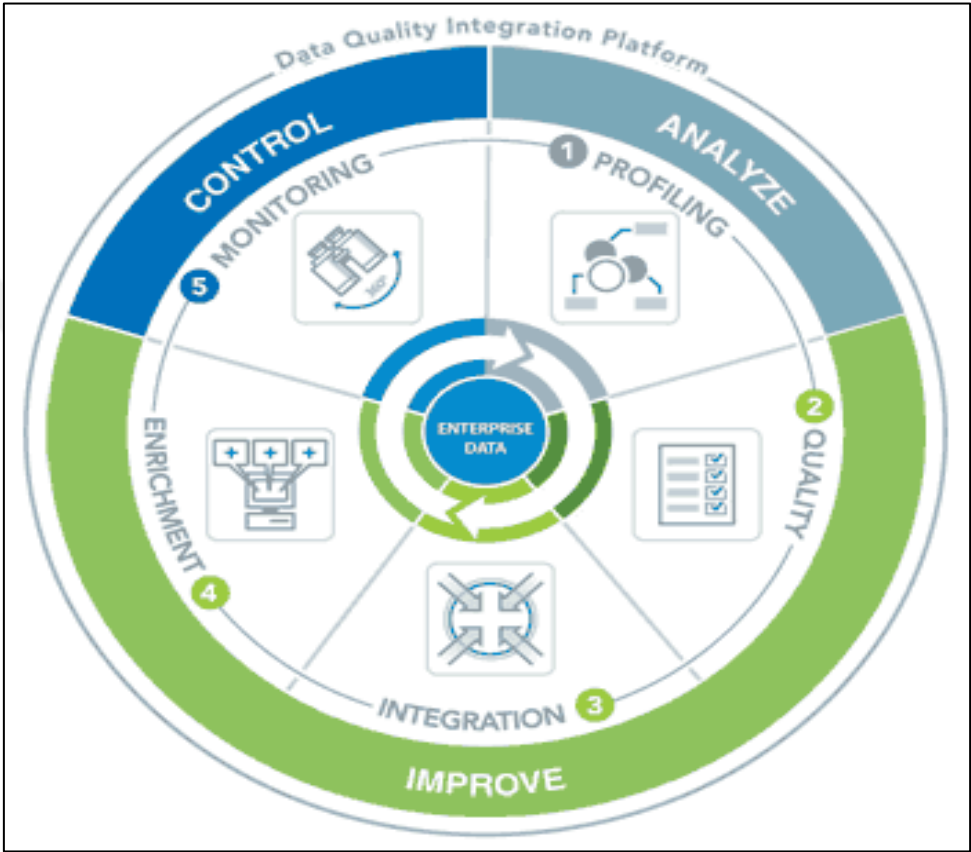 Data Quality Integration Platform
CONTROL
ANALYZE
1 PROFILING
2 QUALITY
3 INTEGRATION
4 ENRICHMENT
5 MONITORING
360°
ENTERPRISE
DATA
IMPROVE